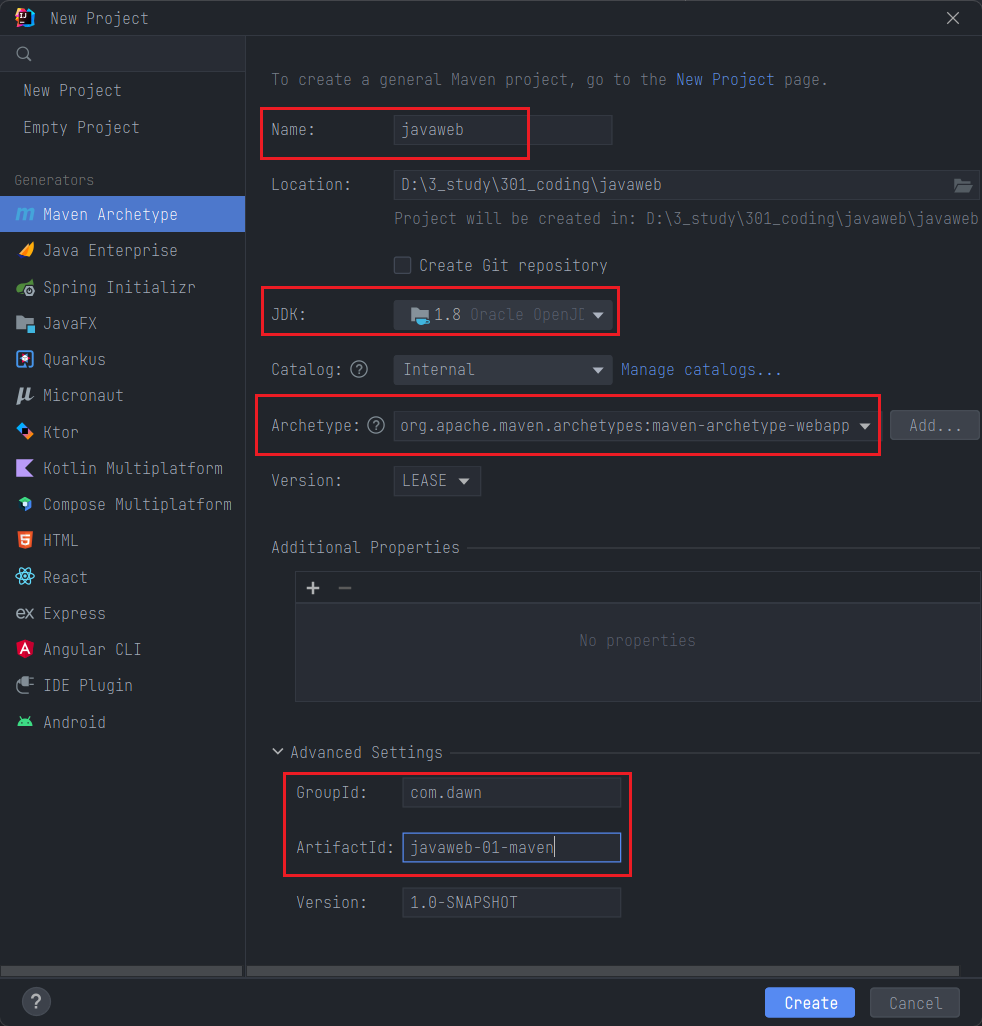 New Project
New Project
Empty Project
Generators
Maven Archetype
Java Enterprise
Spring Initializr
JavaFX
Quarkus
Micronaut
Ktor
Kotlin Multiplatform
Compose Multiplatform
HTML
React
Express
Angular CLI
IDE Plugin
Android
To create a general Maven project, go to the New Project page.
Name: javaweb
Location: D:\3_study\301_coding\javaweb
Project will be created in: D:\3_study\301_coding\javaweb\javaweb
Create Git repository
JDK: 1.8 Oracle OpenJD
Catalog: ? Internal Manage catalogs...
Archetype: ? org.apache.maven.archetypes:maven-archetype-webapp Add...
Version: LEASE
Additional Properties
No properties
Advanced Settings
GroupId: com.dawn
ArtifactId: javaweb-01-maven
Version: 1.0-SNAPSHOT
? Create Cancel